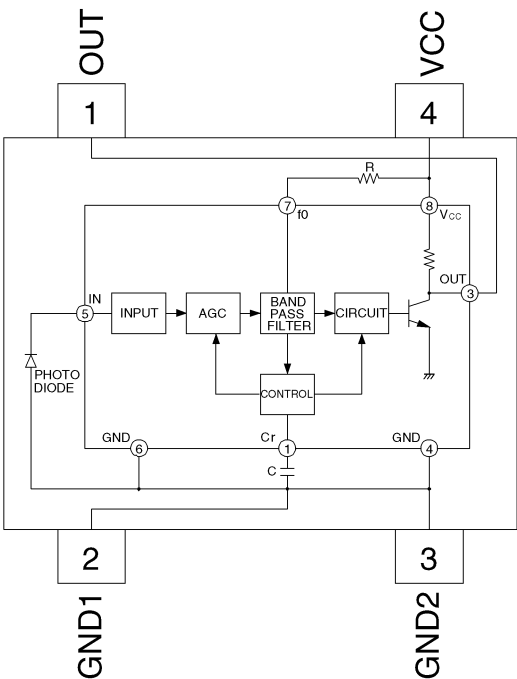 OUT
VCC
1
4
R
7
f0
8
VCC
OUT
3
IN
5
INPUT
AGC
BAND
PASS
FILTER
CIRCUIT
PHOTO
DIODE
CONTROL
GND
6
Cr
1
GND
4
C
2
3
GND1
GND2